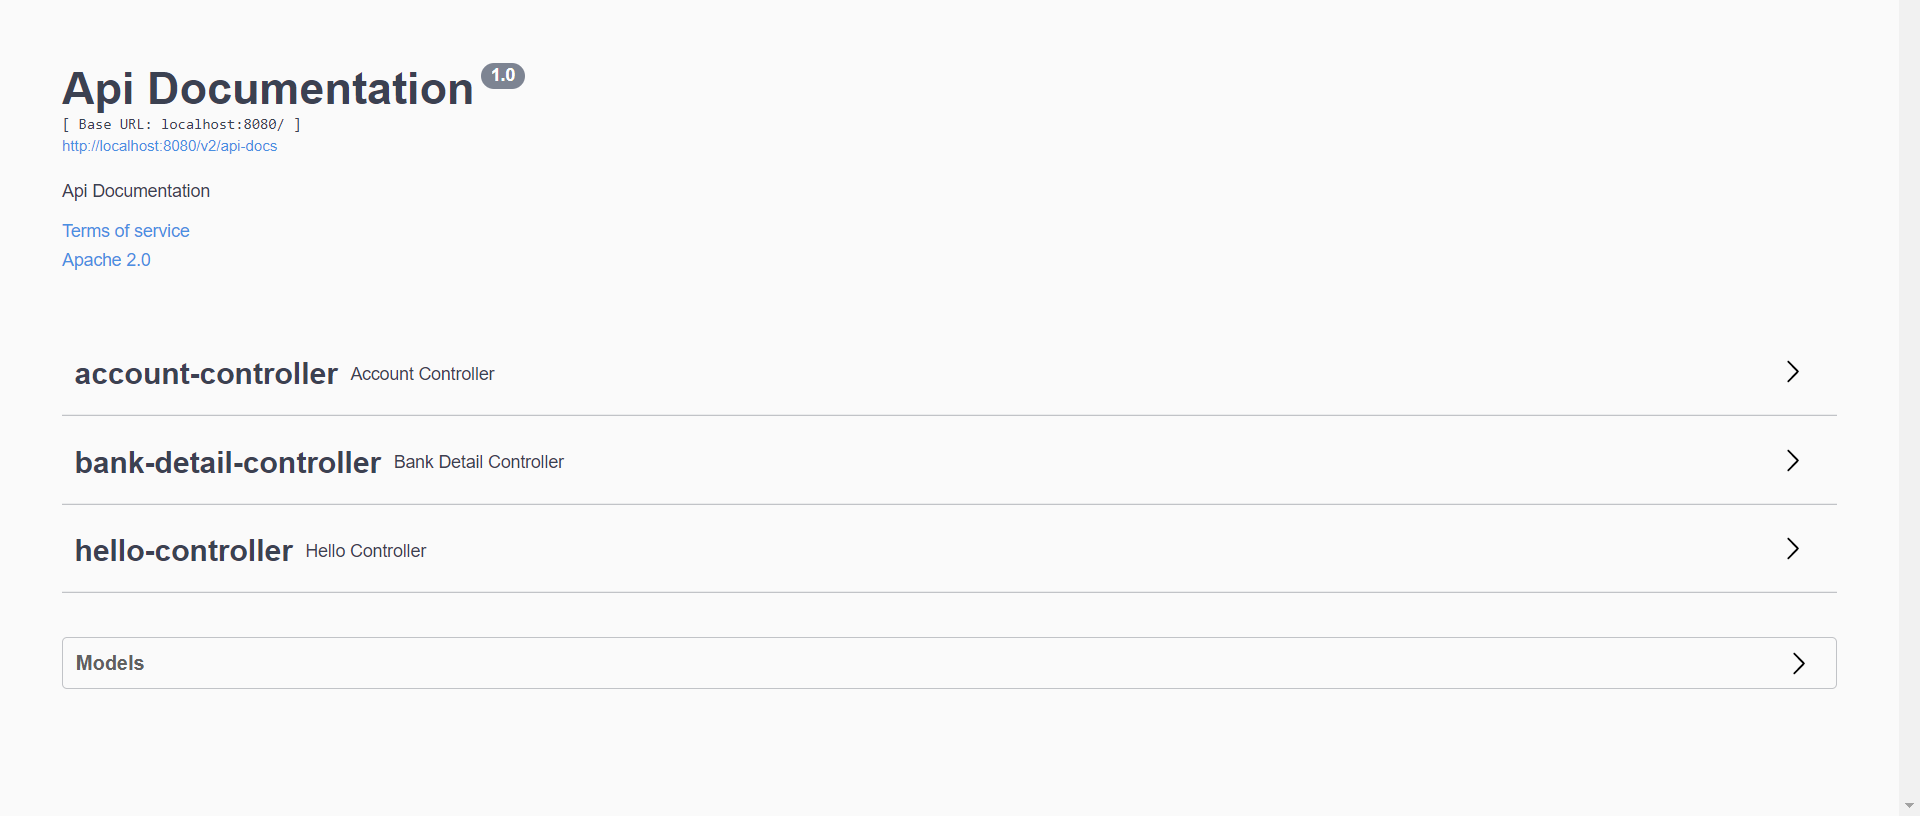 Api Documentation 1.0
[ Base URL: localhost:8080/ ]
http://localhost:8080/v2/api-docs
Api Documentation
Terms of service
Apache 2.0
account-controller Account Controller
bank-detail-controller Bank Detail Controller
hello-controller Hello Controller
Models